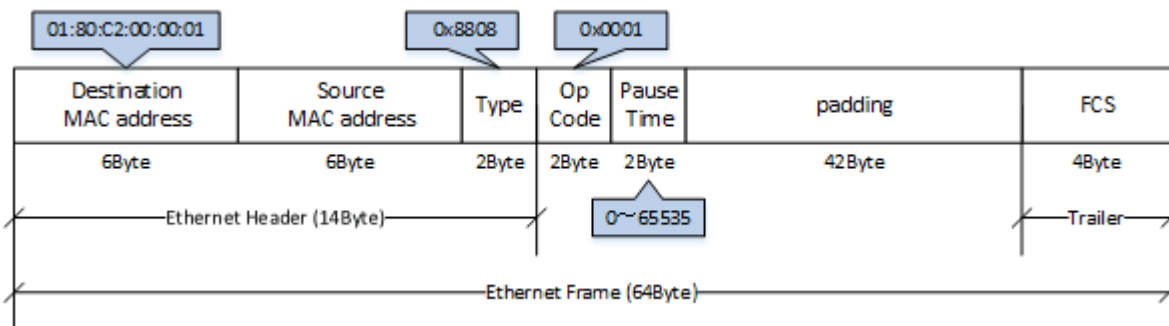 01:80:C2:00:00:01
0x8808
0x0001
Destination
MAC address
Source
MAC address
Type
Op
Code
Pause
Time
padding
FCS
6Byte
6Byte
2Byte
2Byte
2Byte
42Byte
4Byte
Ethernet Header (14Byte)
0～65535
Trailer
Ethernet Frame (64Byte)